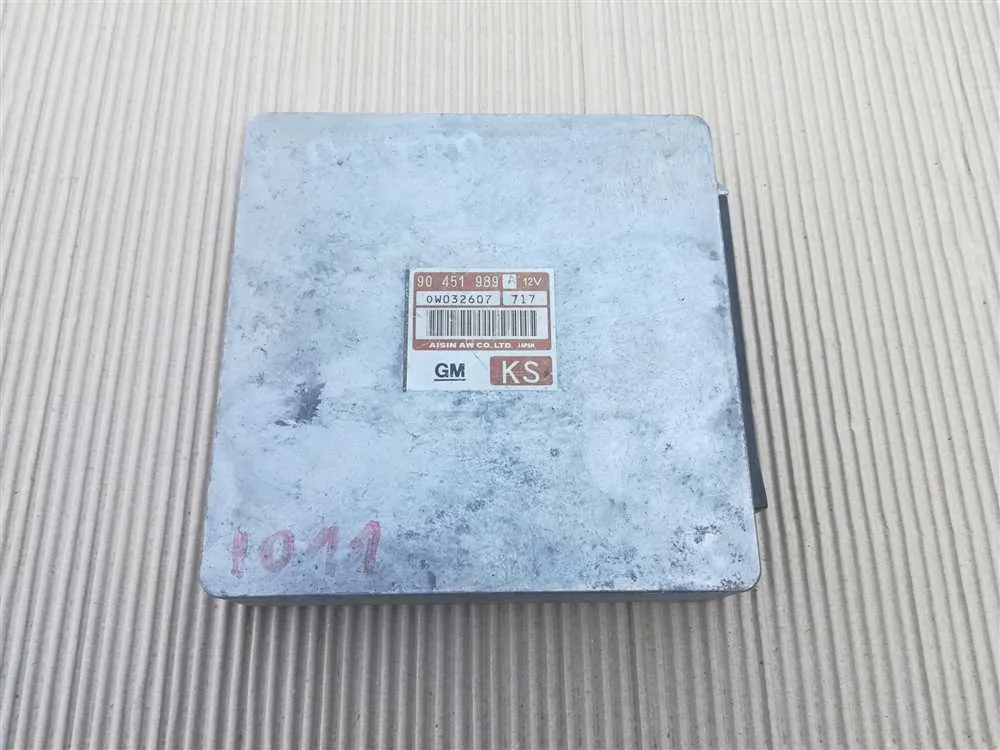 90 451 989 A 12V
0W032607 717
AISIN AW CO., LTD. JAPAN
GM KS
1011